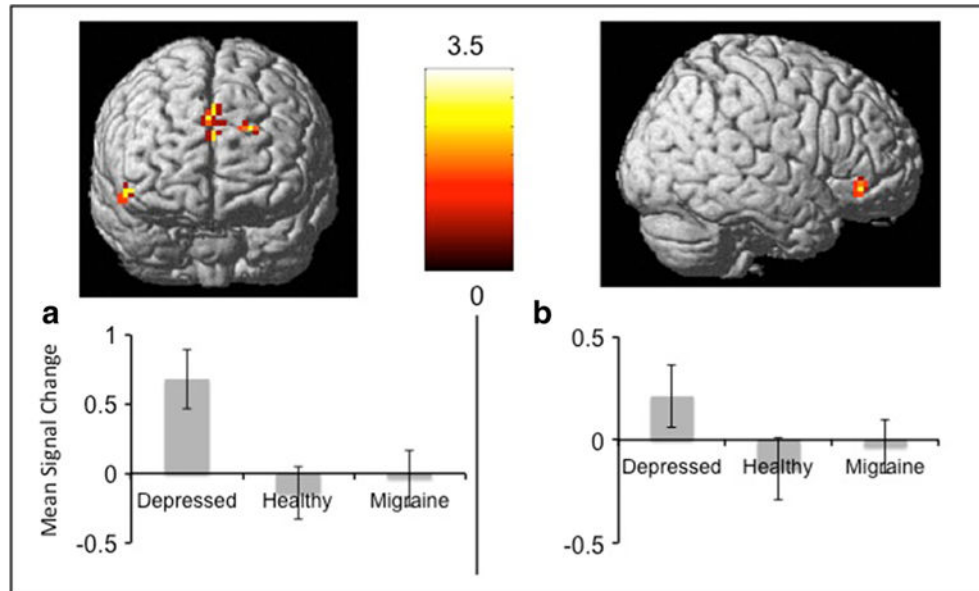 3.5
0
a
1
0.5
0
-0.5
Mean Signal Change
Depressed
Healthy
Migraine
b
0.5
0
-0.5
Depressed
Healthy
Migraine